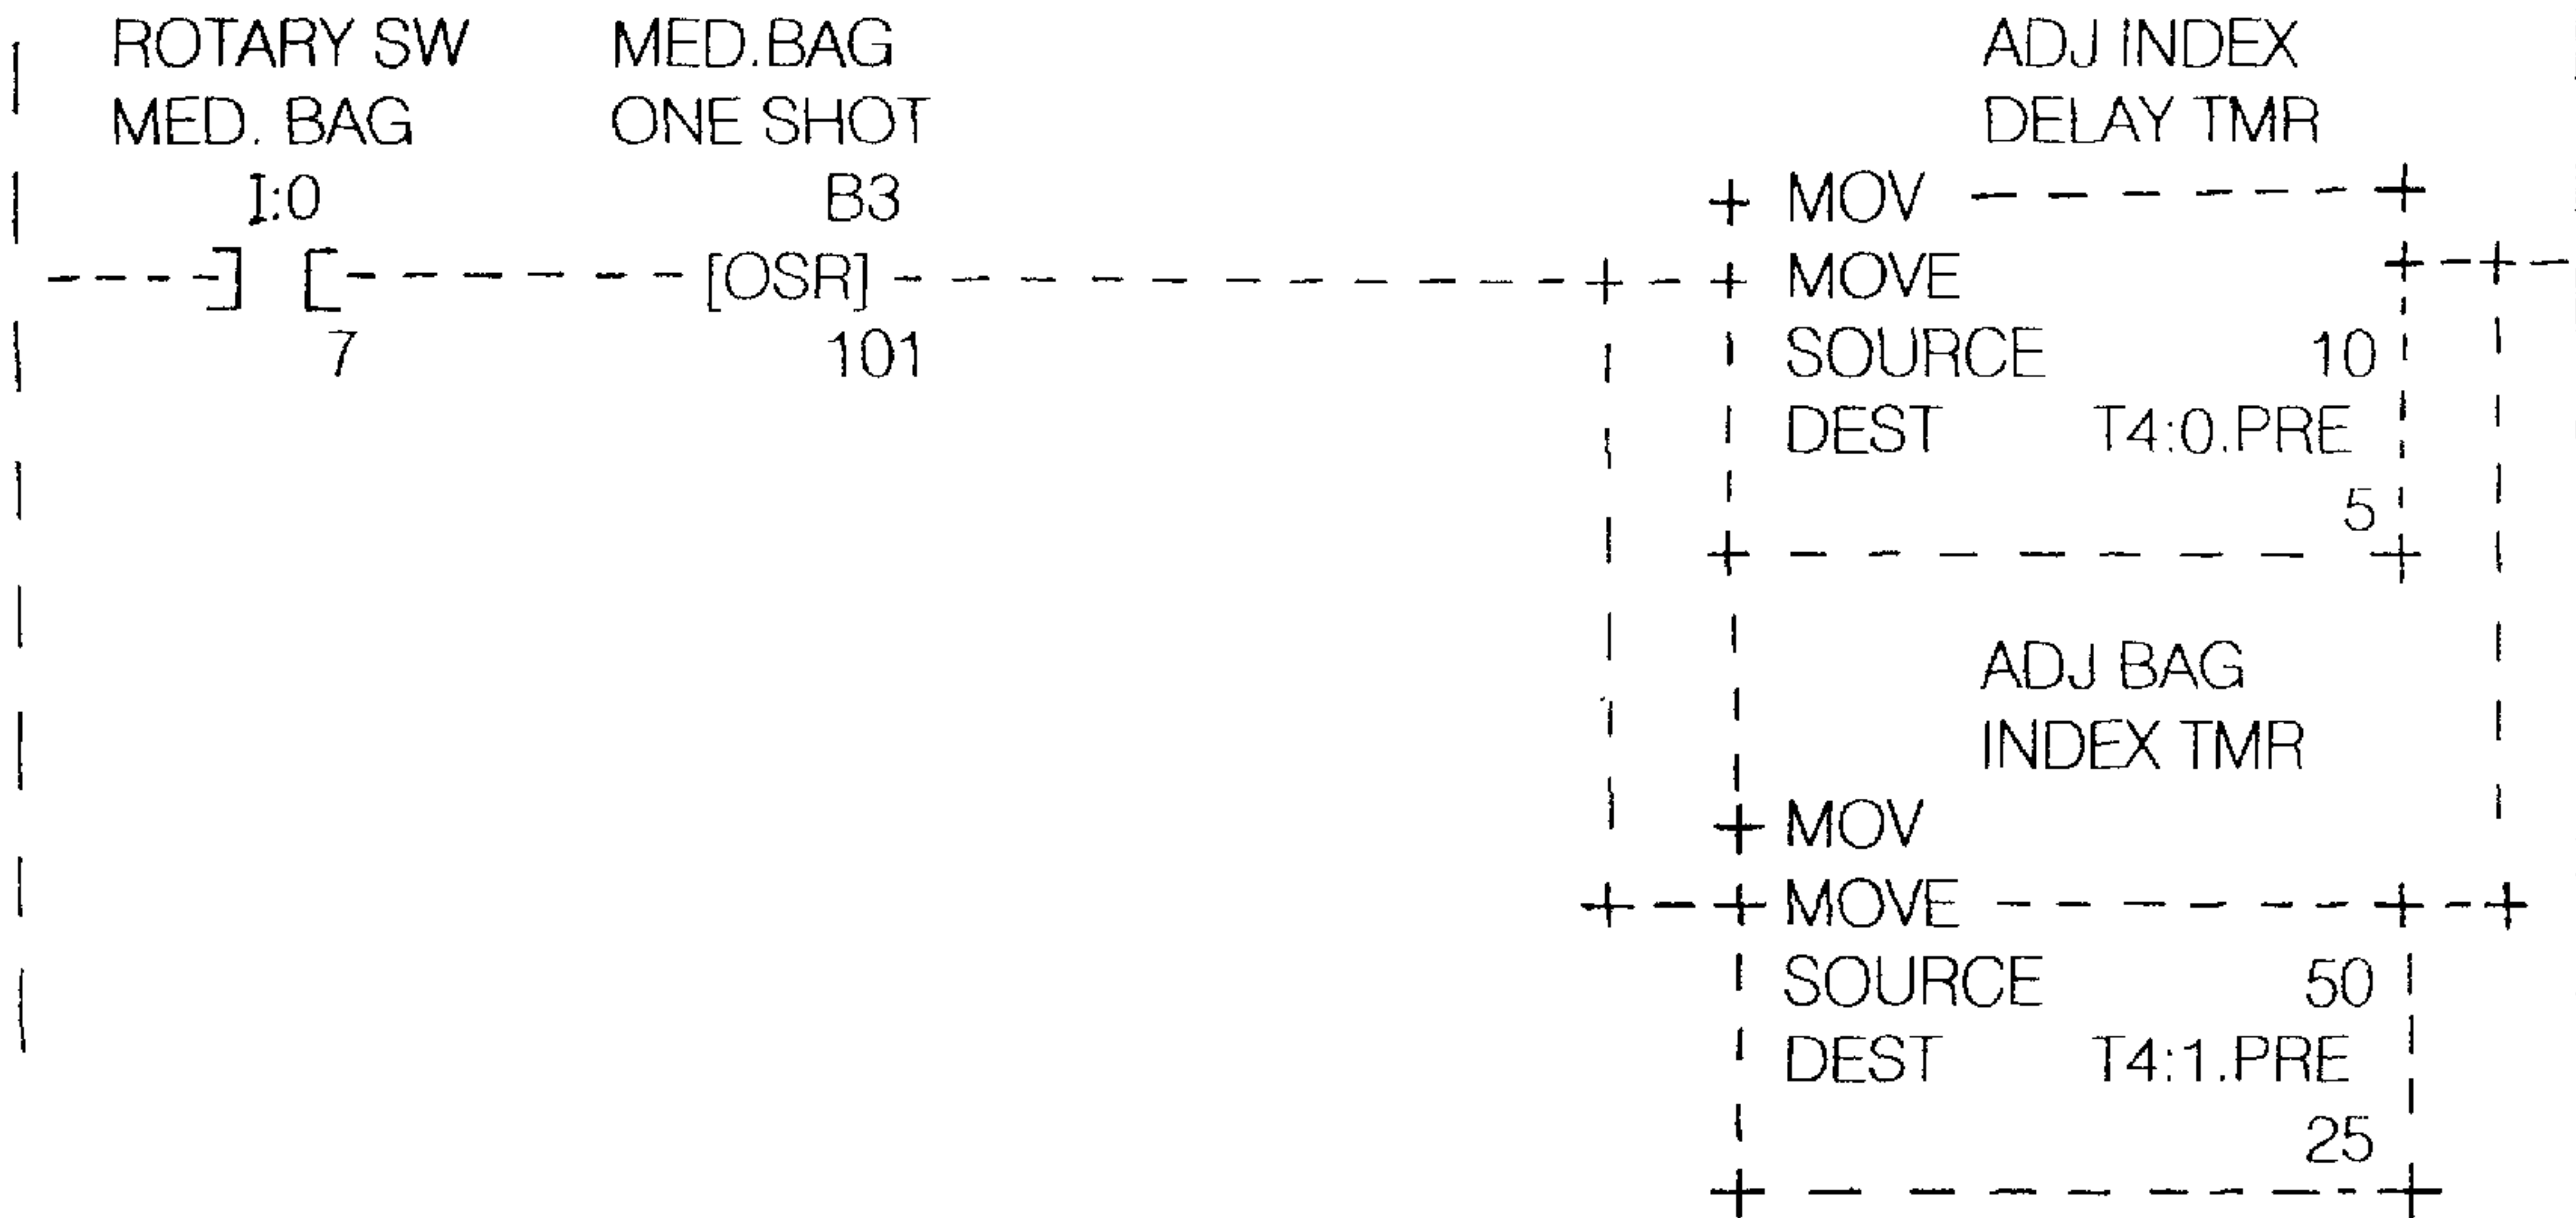 ROTARY SW
MED. BAG
I:0
] [
7
MED.BAG
ONE SHOT
B3
[OSR]
101
ADJ INDEX
DELAY TMR
MOV
MOVE
SOURCE 10
DEST T4:0.PRE
5
ADJ BAG
INDEX TMR
MOV
MOVE
SOURCE 50
DEST T4:1.PRE
25